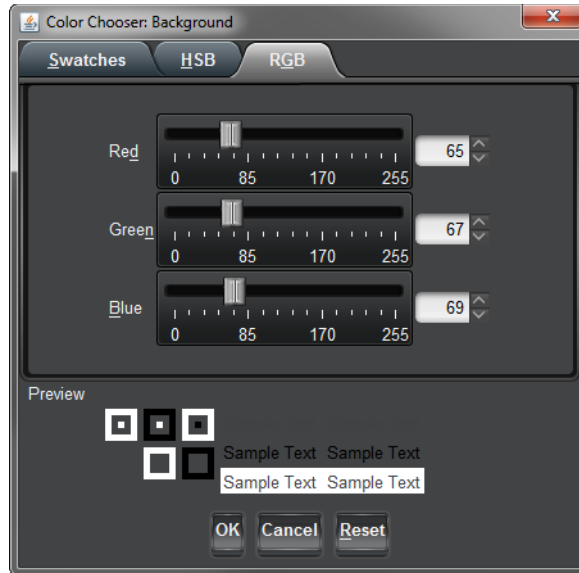 Color Chooser: Background
Swatches HSB RGB
Red 65
0 85 170 255
Green 67
0 85 170 255
Blue 69
0 85 170 255
Preview
Sample Text Sample Text
Sample Text Sample Text
OK Cancel Reset